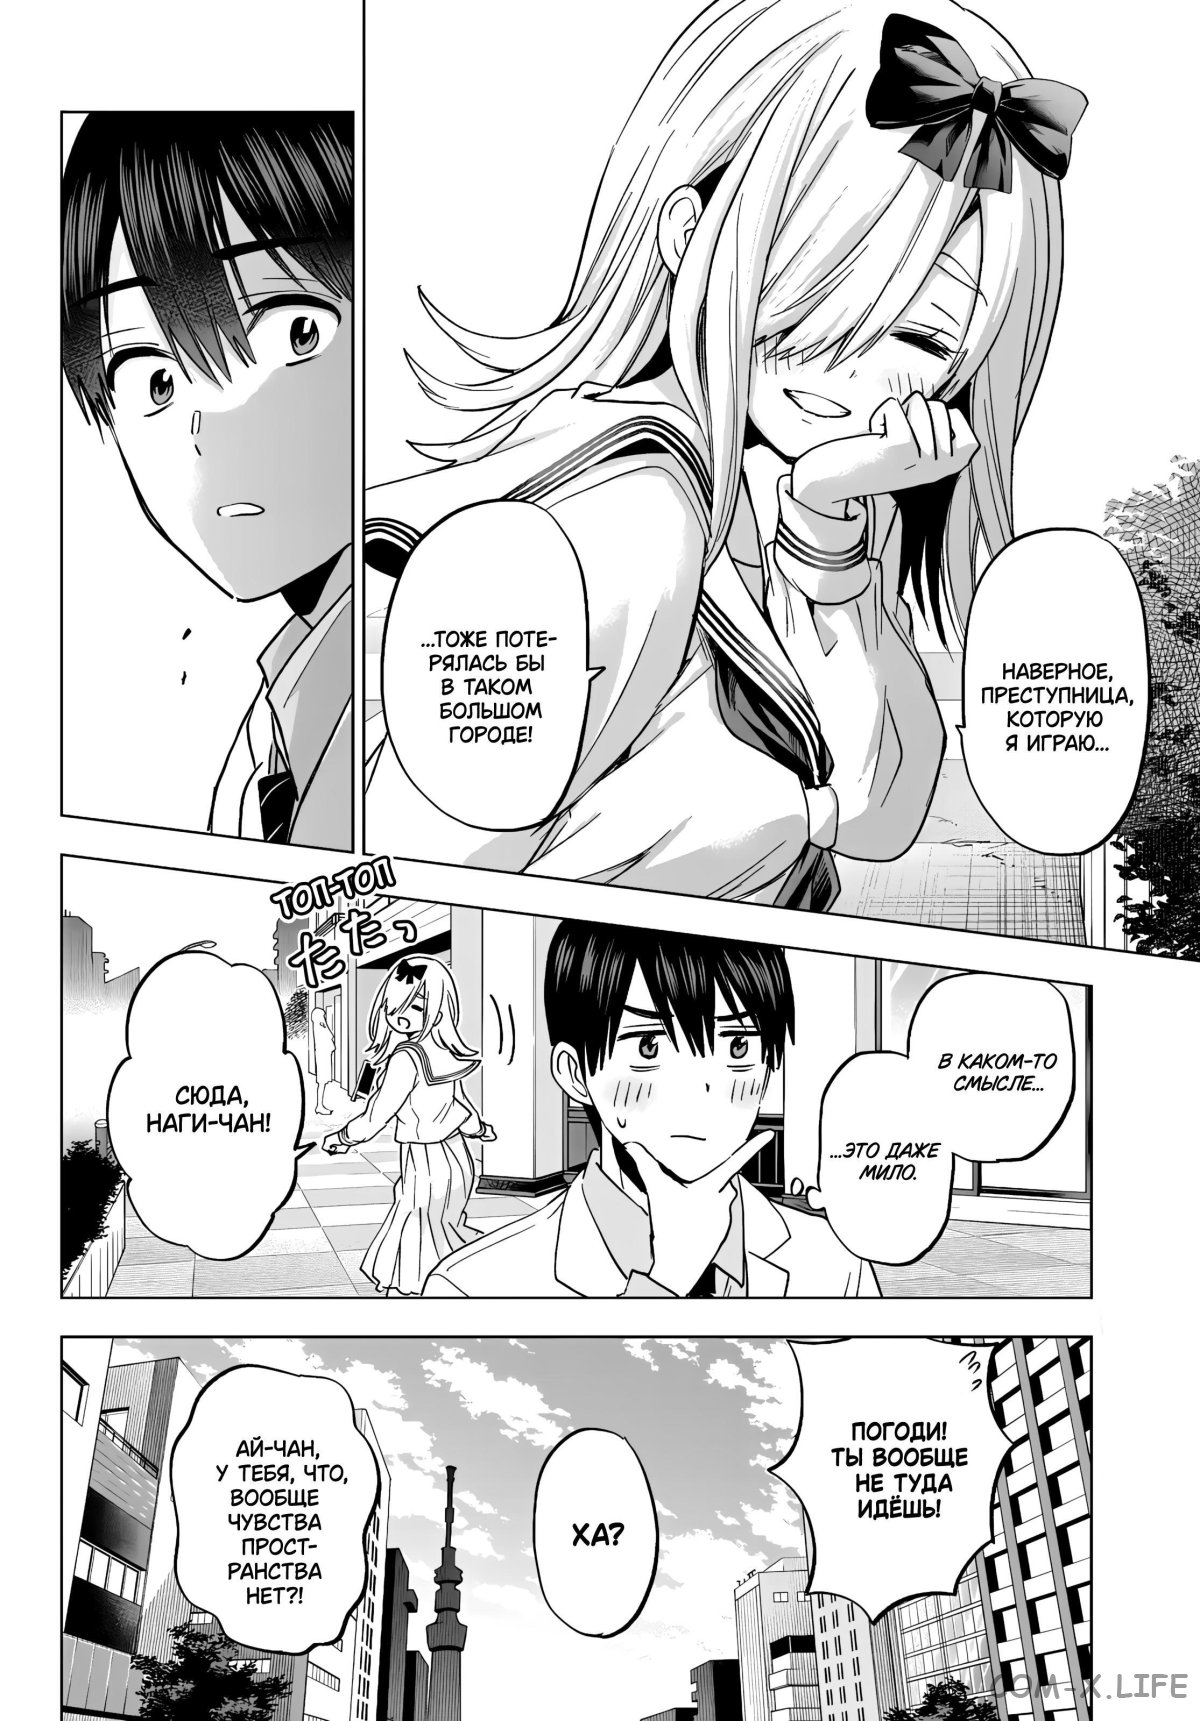 НАВЕРНОЕ,
ПРЕСТУПНИЦА,
КОТОРУЮ
Я ИГРАЮ...
...ТОЖЕ ПОТЕ-
РЯЛАСЬ БЫ
В ТАКОМ
БОЛЬШОМ
ГОРОДЕ!
В КАКОМ-ТО
СМЫСЛЕ...
...ЭТО ДАЖЕ
МИЛО.
ТОП-ТОП
たたっ
СЮДА,
НАГИ-ЧАН!
ПОГОДИ!
ТЫ ВООБЩЕ
НЕ ТУДА
ИДЁШЬ!
ХА?
АЙ-ЧАН,
У ТЕБЯ, ЧТО,
ВООБЩЕ
ЧУВСТВА
ПРОСТ-
РАНСТВА
НЕТ?!
COM-X.LIFE